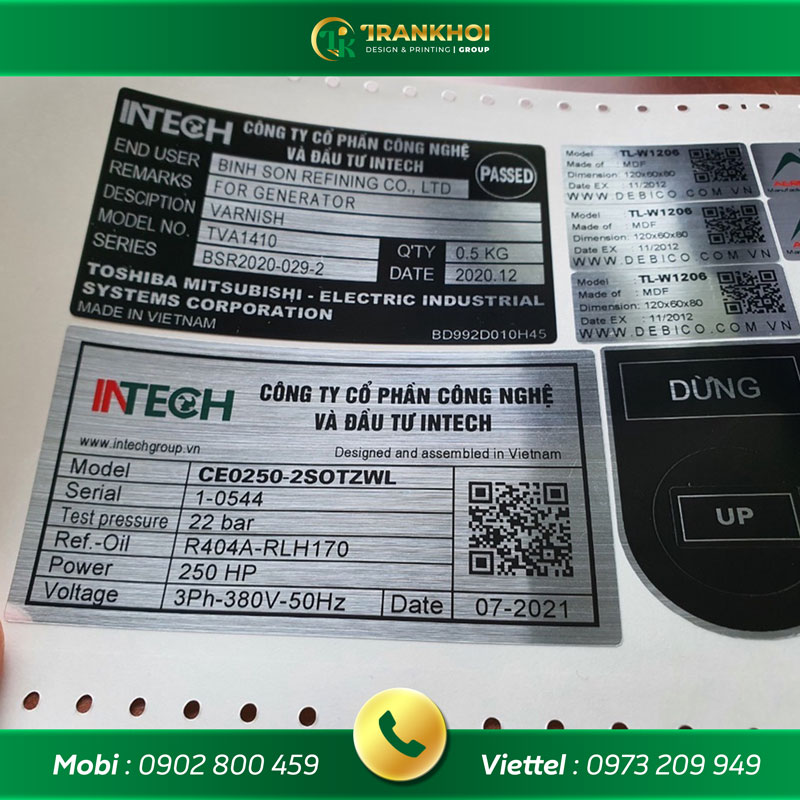 TRANKHOI
DESIGN & PRINTING | GROUP
INTECH CÔNG TY CỔ PHẦN CÔNG NGHỆ
VÀ ĐẦU TƯ INTECH
PASSED
END USER BINH SON REFINING CO., LTD
REMARKS FOR GENERATOR
DESCIPTION VARNISH
MODEL NO. TVA1410 Q'TY 0.5 KG
SERIES BSR2020-029-2 DATE 2020.12
TOSHIBA MITSUBISHI - ELECTRIC INDUSTRIAL
SYSTEMS CORPORATION
MADE IN VIETNAM
BD992D010H45
Model : TL-W1206
Made of : MDF
Dimension: 120x60x80
Date EX : 11/2012
WWW.DEBICO.COM.VN
Model : TL-W1206
Made of : MDF
Dimension: 120x60x80
Date EX : 11/2012
WWW.DEBICO.COM.VN
Model : TL-W1206
Made of : MDF
Dimension: 120x60x80
Date EX : 11/2012
WWW.DEBICO.COM.VN
INTECH CÔNG TY CỔ PHẦN CÔNG NGHỆ
VÀ ĐẦU TƯ INTECH
www.intechgroup.vn Designed and assembled in Vietnam
Model CE0250-2SOTZWL
Serial 1-0544
Test pressure 22 bar
Ref.-Oil R404A-RLH170
Power 250 HP
Voltage 3Ph-380V-50Hz Date 07-2021
DỪNG
UP
Mobi : 0902 800 459
Viettel : 0973 209 949